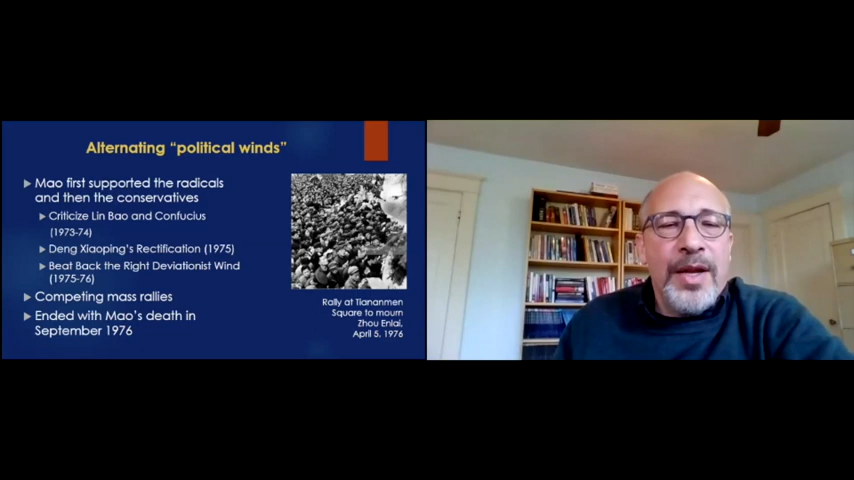 Alternating “political winds”
Mao first supported the radicals
and then the conservatives
Criticize Lin Bao and Confucius
(1973-74)
Deng Xiaoping’s Rectification (1975)
Beat Back the Right Deviationist Wind
(1975-76)
Competing mass rallies
Ended with Mao’s death in
September 1976
Rally at Tiananmen
Square to mourn
Zhou Enlai,
April 5, 1976